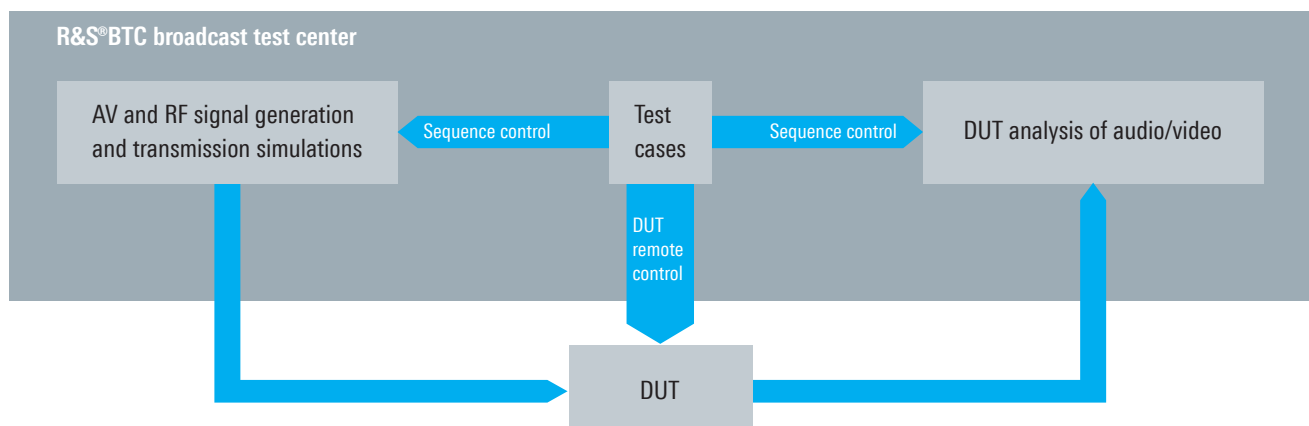 R&S®BTC broadcast test center
AV and RF signal generation
and transmission simulations
Sequence control
Test
cases
Sequence control
DUT analysis of audio/video
DUT
remote
control
DUT